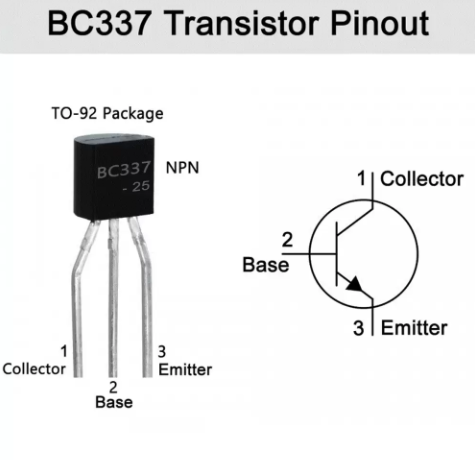 BC337 Transistor Pinout
TO-92 Package
BC337
- 25
NPN
1
Collector
2
Base
3
Emitter
1 Collector
2
Base
3 Emitter